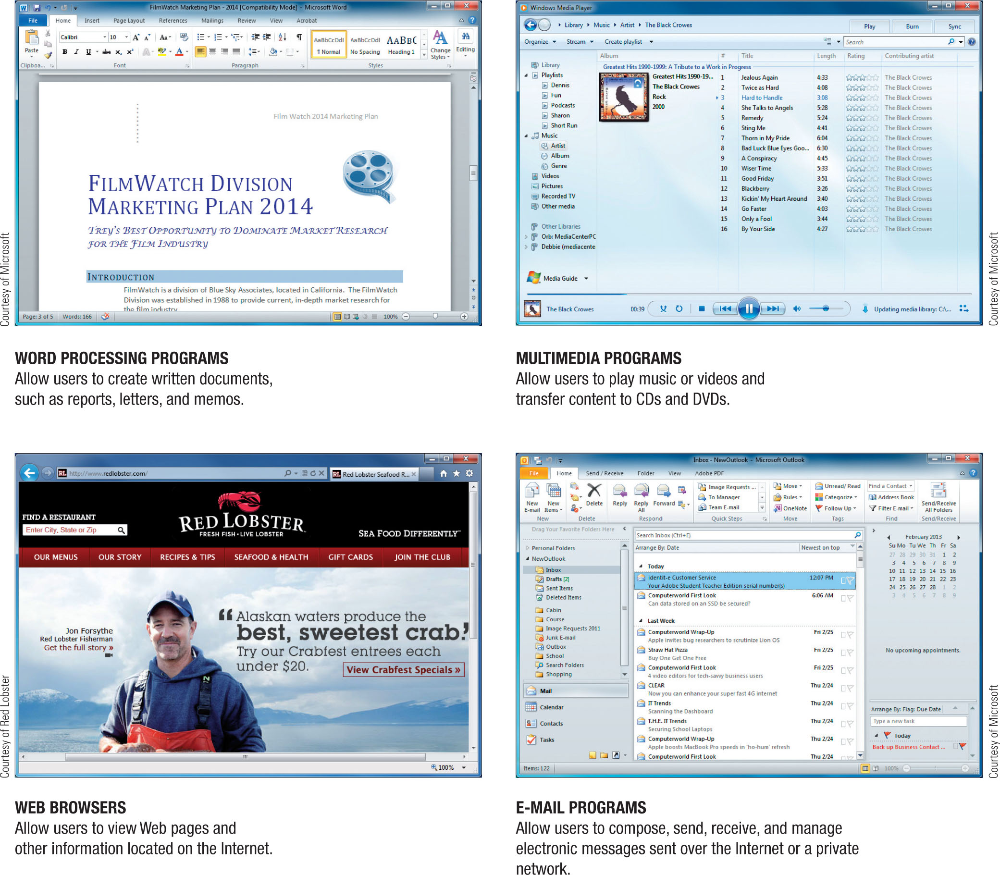 FilmWatch Marketing Plan - 2014 [Compatibility Mode] - Microsoft Word
File Home Insert Page Layout References Mailings Review View Acrobat
Calibri 10
Paste
AaBbCcDdI AaBbCcDdI AaBbC
¶ Normal No Spacing Heading 1
Change Styles
Editing
Clipboa... Font Paragraph Styles
Film Watch 2014 Marketing Plan
FilmWatch Division
Marketing Plan 2014
Trey's Best Opportunity to Dominate Market Research
for the Film Industry
Introduction
FilmWatch is a division of Blue Sky Associates, located in California. The FilmWatch
Division was established in 1988 to provide current, in-depth market research for
the film industry
Page: 3 of 5 Words: 166 100%
Courtesy of Microsoft
WORD PROCESSING PROGRAMS
Allow users to create written documents,
such as reports, letters, and memos.
Windows Media Player
Library Music Artist The Black Crowes
Play Burn Sync
Organize Stream Create playlist Search
Album # Title Length Rating Contributing artist
Library
Playlists
Dennis
Fun
Podcasts
Sharon
Short Run
Music
Artist
Album
Genre
Videos
Pictures
Recorded TV
Other media
Other Libraries
Orb: MediaCenterPC
Debbie (mediacente
Media Guide
Greatest Hits 1990-1999: A Tribute to a Work in Progress
Greatest Hits 1990-19...
The Black Crowes
Rock
2000
1 Jealous Again 4:33 The Black Crowes
2 Twice as Hard 4:08 The Black Crowes
3 Hard to Handle 3:08 The Black Crowes
4 She Talks to Angels 5:28 The Black Crowes
5 Remedy 5:24 The Black Crowes
6 Sting Me 4:41 The Black Crowes
7 Thorn in My Pride 6:04 The Black Crowes
8 Bad Luck Blue Eyes Goo... 6:30 The Black Crowes
9 A Conspiracy 4:45 The Black Crowes
10 Wiser Time 5:33 The Black Crowes
11 Good Friday 3:51 The Black Crowes
12 Blackberry 3:26 The Black Crowes
13 Kickin' My Heart Around 3:40 The Black Crowes
14 Go Faster 4:03 The Black Crowes
15 Only a Fool 3:44 The Black Crowes
16 By Your Side 4:27 The Black Crowes
The Black Crowes 00:39 Updating media library: C:\...
Courtesy of Microsoft
MULTIMEDIA PROGRAMS
Allow users to play music or videos and
transfer content to CDs and DVDs.
http://www.redlobster.com/ RL Red Lobster Seafood R...
FIND A RESTAURANT
Enter City, State or Zip
Red Lobster
FRESH FISH • LIVE LOBSTER
Sea Food Differently
OUR MENUS OUR STORY RECIPES & TIPS SEAFOOD & HEALTH GIFT CARDS JOIN THE CLUB
Jon Forsythe
Red Lobster Fisherman
Get the full story »
“Alaskan waters produce the
best, sweetest crab.”
Try our Crabfest entrees each
under $20.
View Crabfest Specials »
100%
Courtesy of Red Lobster
WEB BROWSERS
Allow users to view Web pages and
other information located on the Internet.
Inbox - NewOutlook - Microsoft Outlook
File Home Send / Receive Folder View Adobe PDF
New E-mail
New Items
Delete
Reply
Reply All
Forward
Image Requests ...
To Manager
Team E-mail
Move
Rules
OneNote
Unread/ Read
Categorize
Follow Up
Find a Contact
Address Book
Filter E-mail
Send/Receive All Folders
New Delete Respond Quick Steps Move Tags Find Send/Receive
Drag Your Favorite Folders Here
Personal Folders
NewOutlook
Inbox
Drafts [2]
Sent Items
Deleted Items
Cabin
Course
Image Requests 2011
Junk E-mail
Outbox
School
Search Folders
Shopping
Mail
Calendar
Contacts
Tasks
Search Inbox (Ctrl+E)
Arrange By: Date Newest on top
Today
identit-e Customer Service 12:07 PM
Your Adobe Student Teacher Edition serial number(s)
Computerworld First Look 6:06 AM
Can data stored on an SSD be secured?
Last Week
Computerworld Wrap-Up Fri 2/25
Apple invites bug researchers to scrutinize Lion OS
Straw Hat Pizza Fri 2/25
Buy One Get One Free
Computerworld First Look Fri 2/25
4 video editors for tech-savvy business users
CLEAR Thu 2/24
Now you can enhance your super fast 4G internet
IT Trends Thu 2/24
Scanning the Dashboard
T.H.E. IT Trends Thu 2/24
Securing School Laptops
Computerworld Wrap-Up Thu 2/24
Apple boosts MacBook Pro speeds in 'ho-hum' refresh
Computerworld First Look Thu 2/24
February 2013
Su Mo Tu We Th Fr Sa
27 28 29 30 31 1 2
3 4 5 6 7 8 9
10 11 12 13 14 15 16
17 18 19 20 21 22 23
24 25 26 27 28 1 2
3 4 5 6 7 8 9
No upcoming appointments.
Arrange By: Flag: Due Date
Type a new task
Today
Back up Business Contact ...
Items: 122 100%
Courtesy of Microsoft
E-MAIL PROGRAMS
Allow users to compose, send, receive, and manage
electronic messages sent over the Internet or a private
network.